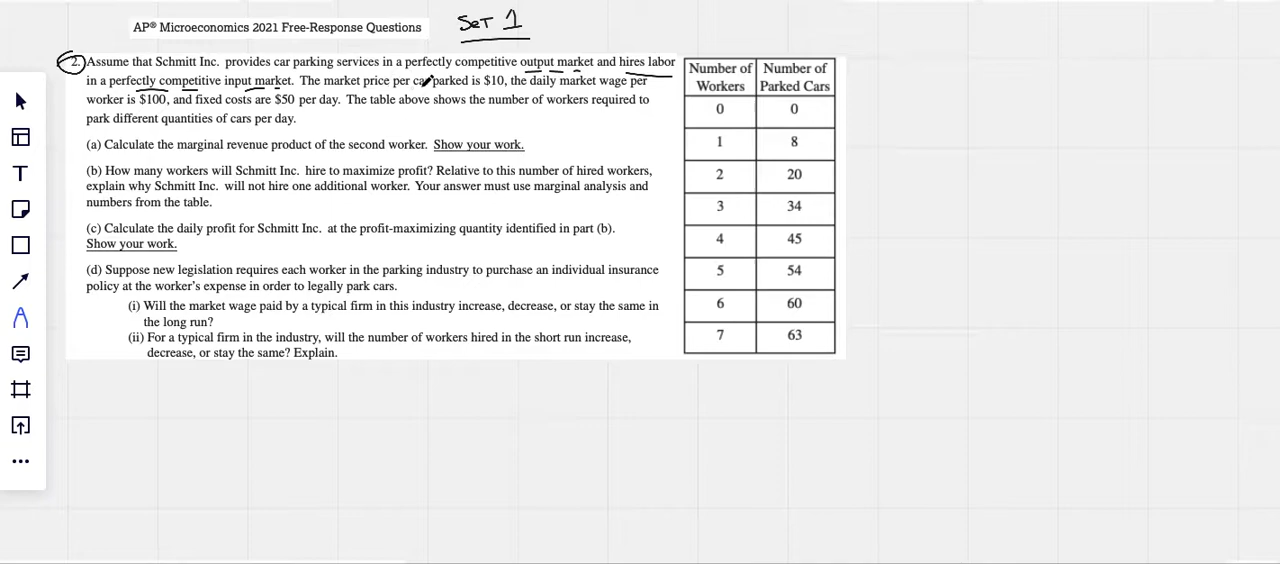 AP® Microeconomics 2021 Free-Response Questions
SET 1
2. Assume that Schmitt Inc. provides car parking services in a perfectly competitive output market and hires labor
in a perfectly competitive input market. The market price per car parked is $10, the daily market wage per
worker is $100, and fixed costs are $50 per day. The table above shows the number of workers required to
park different quantities of cars per day.
(a) Calculate the marginal revenue product of the second worker. Show your work.
(b) How many workers will Schmitt Inc. hire to maximize profit? Relative to this number of hired workers,
explain why Schmitt Inc. will not hire one additional worker. Your answer must use marginal analysis and
numbers from the table.
(c) Calculate the daily profit for Schmitt Inc. at the profit-maximizing quantity identified in part (b).
Show your work.
(d) Suppose new legislation requires each worker in the parking industry to purchase an individual insurance
policy at the worker's expense in order to legally park cars.
(i) Will the market wage paid by a typical firm in this industry increase, decrease, or stay the same in
the long run?
(ii) For a typical firm in the industry, will the number of workers hired in the short run increase,
decrease, or stay the same? Explain.
Number of Workers Number of Parked Cars
0 0
1 8
2 20
3 34
4 45
5 54
6 60
7 63
T